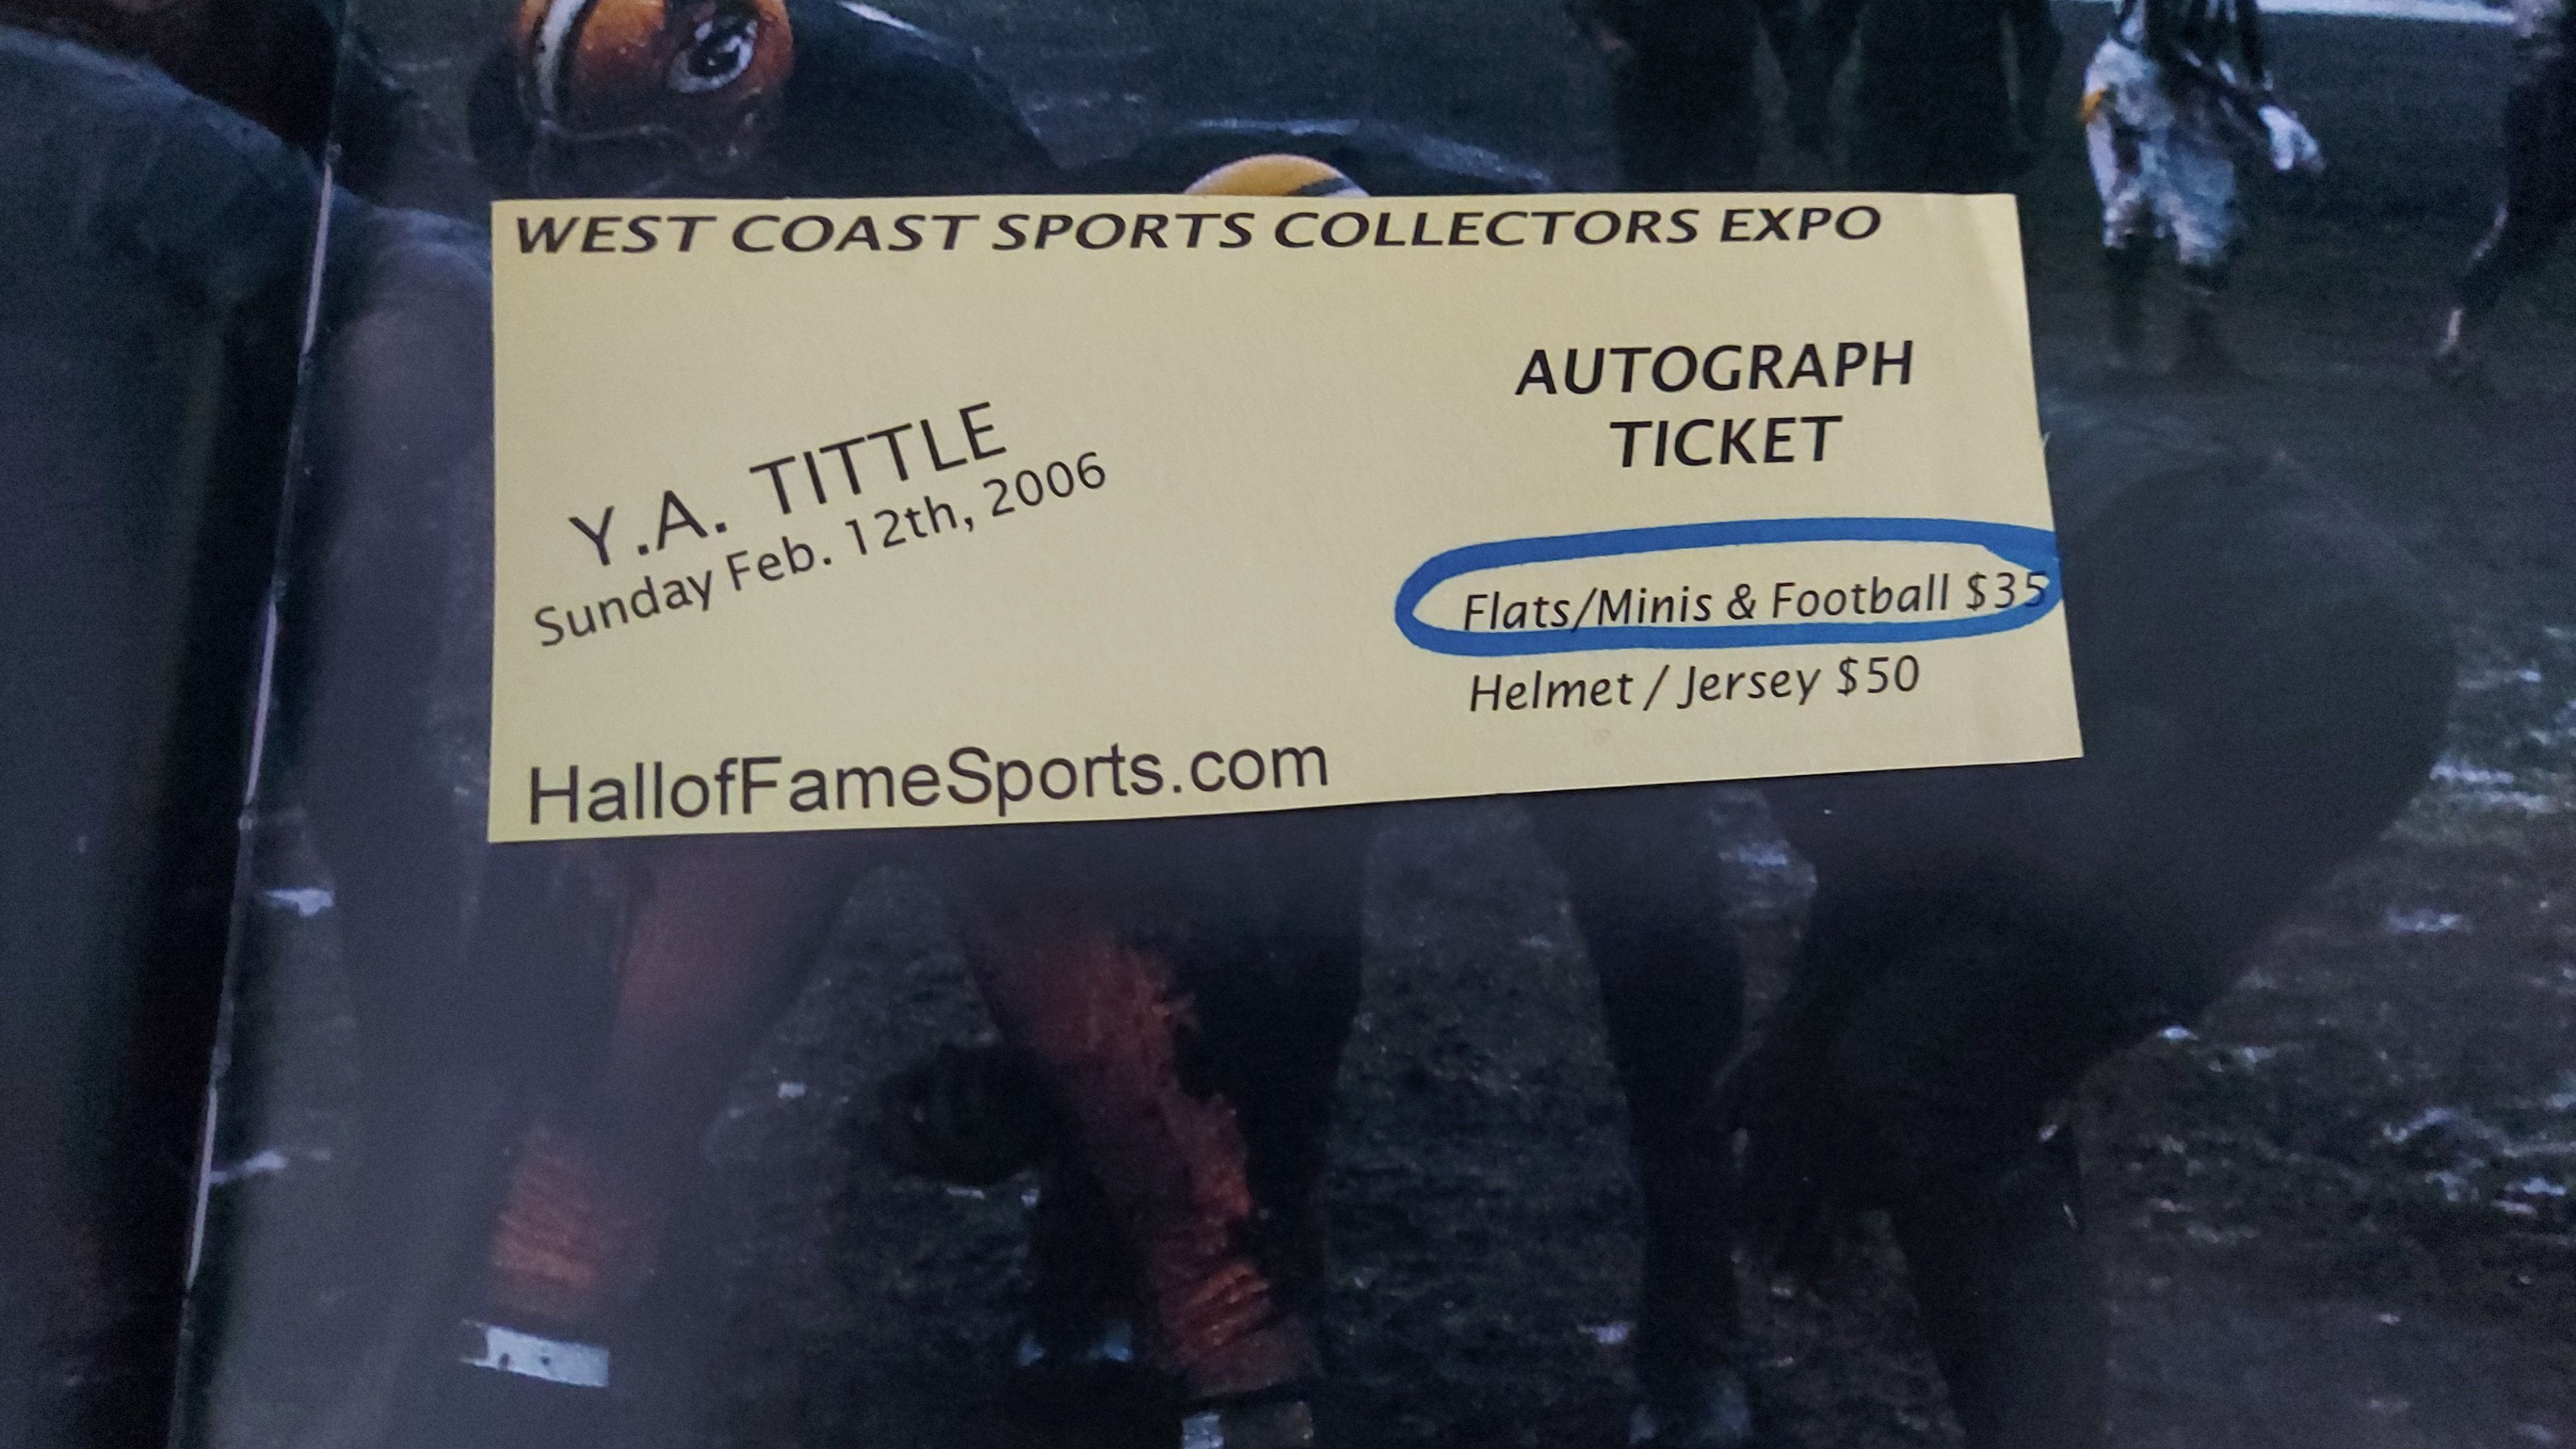 WEST COAST SPORTS COLLECTORS EXPO
Y.A. TITTLE
Sunday Feb. 12th, 2006
HallofFameSports.com
AUTOGRAPH
TICKET
Flats/Minis & Football $35
Helmet / Jersey $50